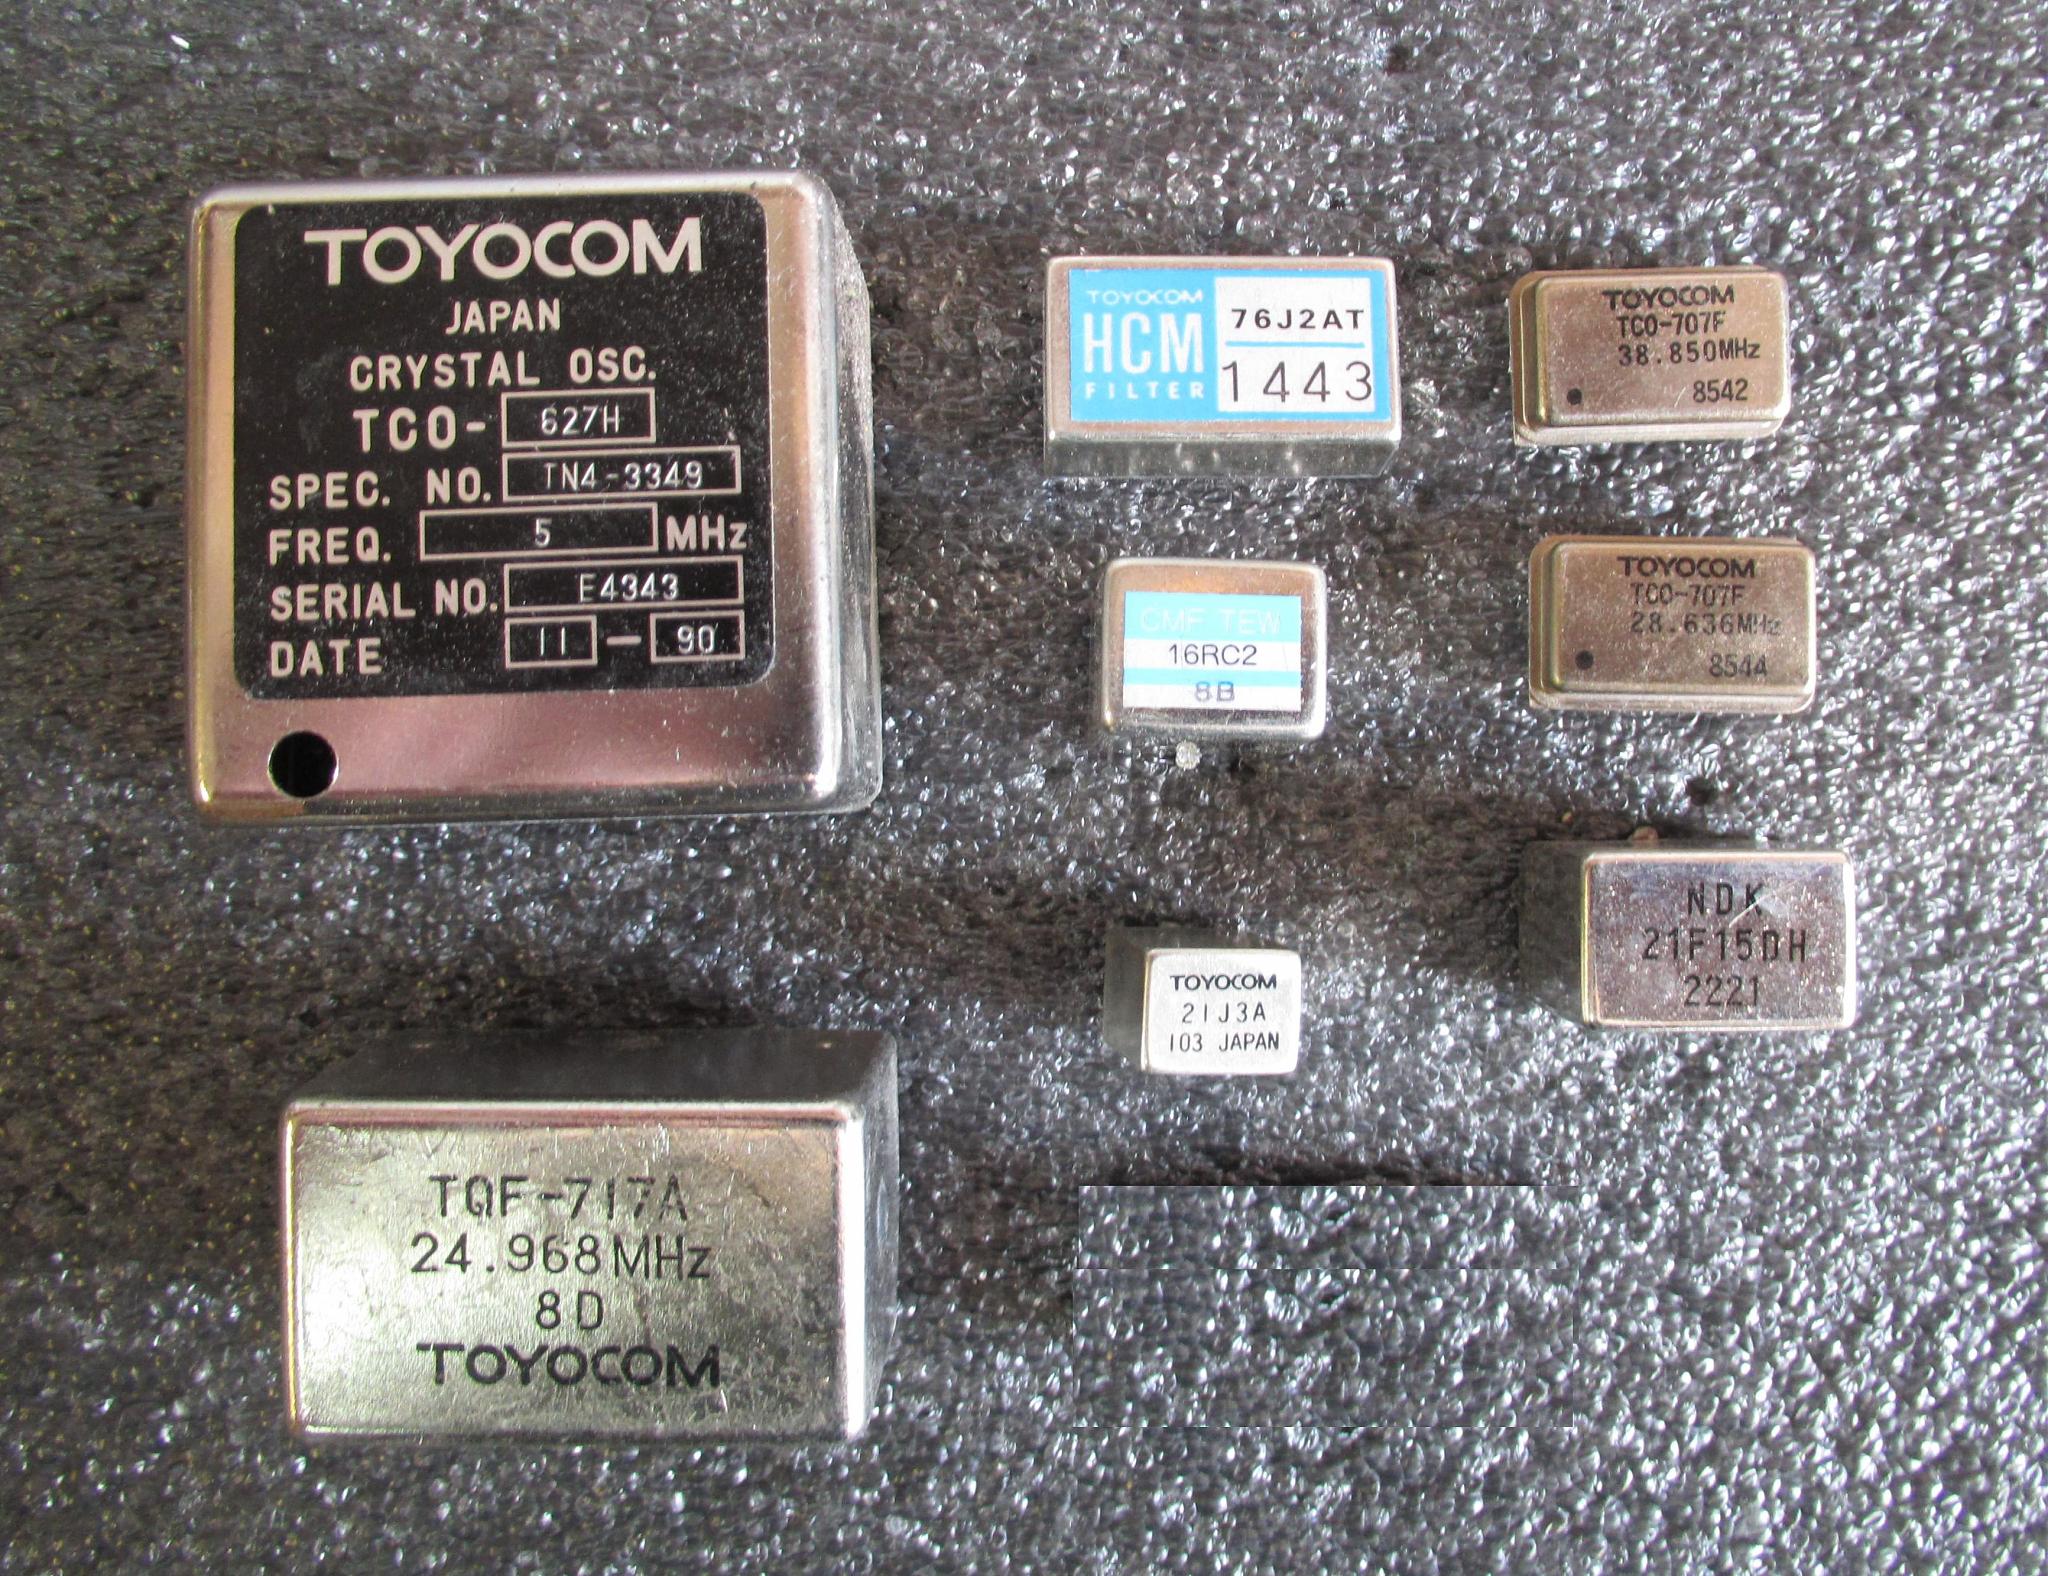 TOYOCOM
JAPAN
CRYSTAL OSC.
TCO- 627H
SPEC. NO. TN4-3349
FREQ. 5 MHz
SERIAL NO. E4343
DATE 11 - 90
TQF-717A
24.968MHz
8D
TOYOCOM
TOYOCOM
HCM
FILTER
76J2AT
1443
CMF TEW
16RC2
8B
TOYOCOM
21J3A
103 JAPAN
TOYOCOM
TCO-707F
38.850MHz
8542
TOYOCOM
TCO-707F
28.636MHz
8544
NDK
21F15DH
2221